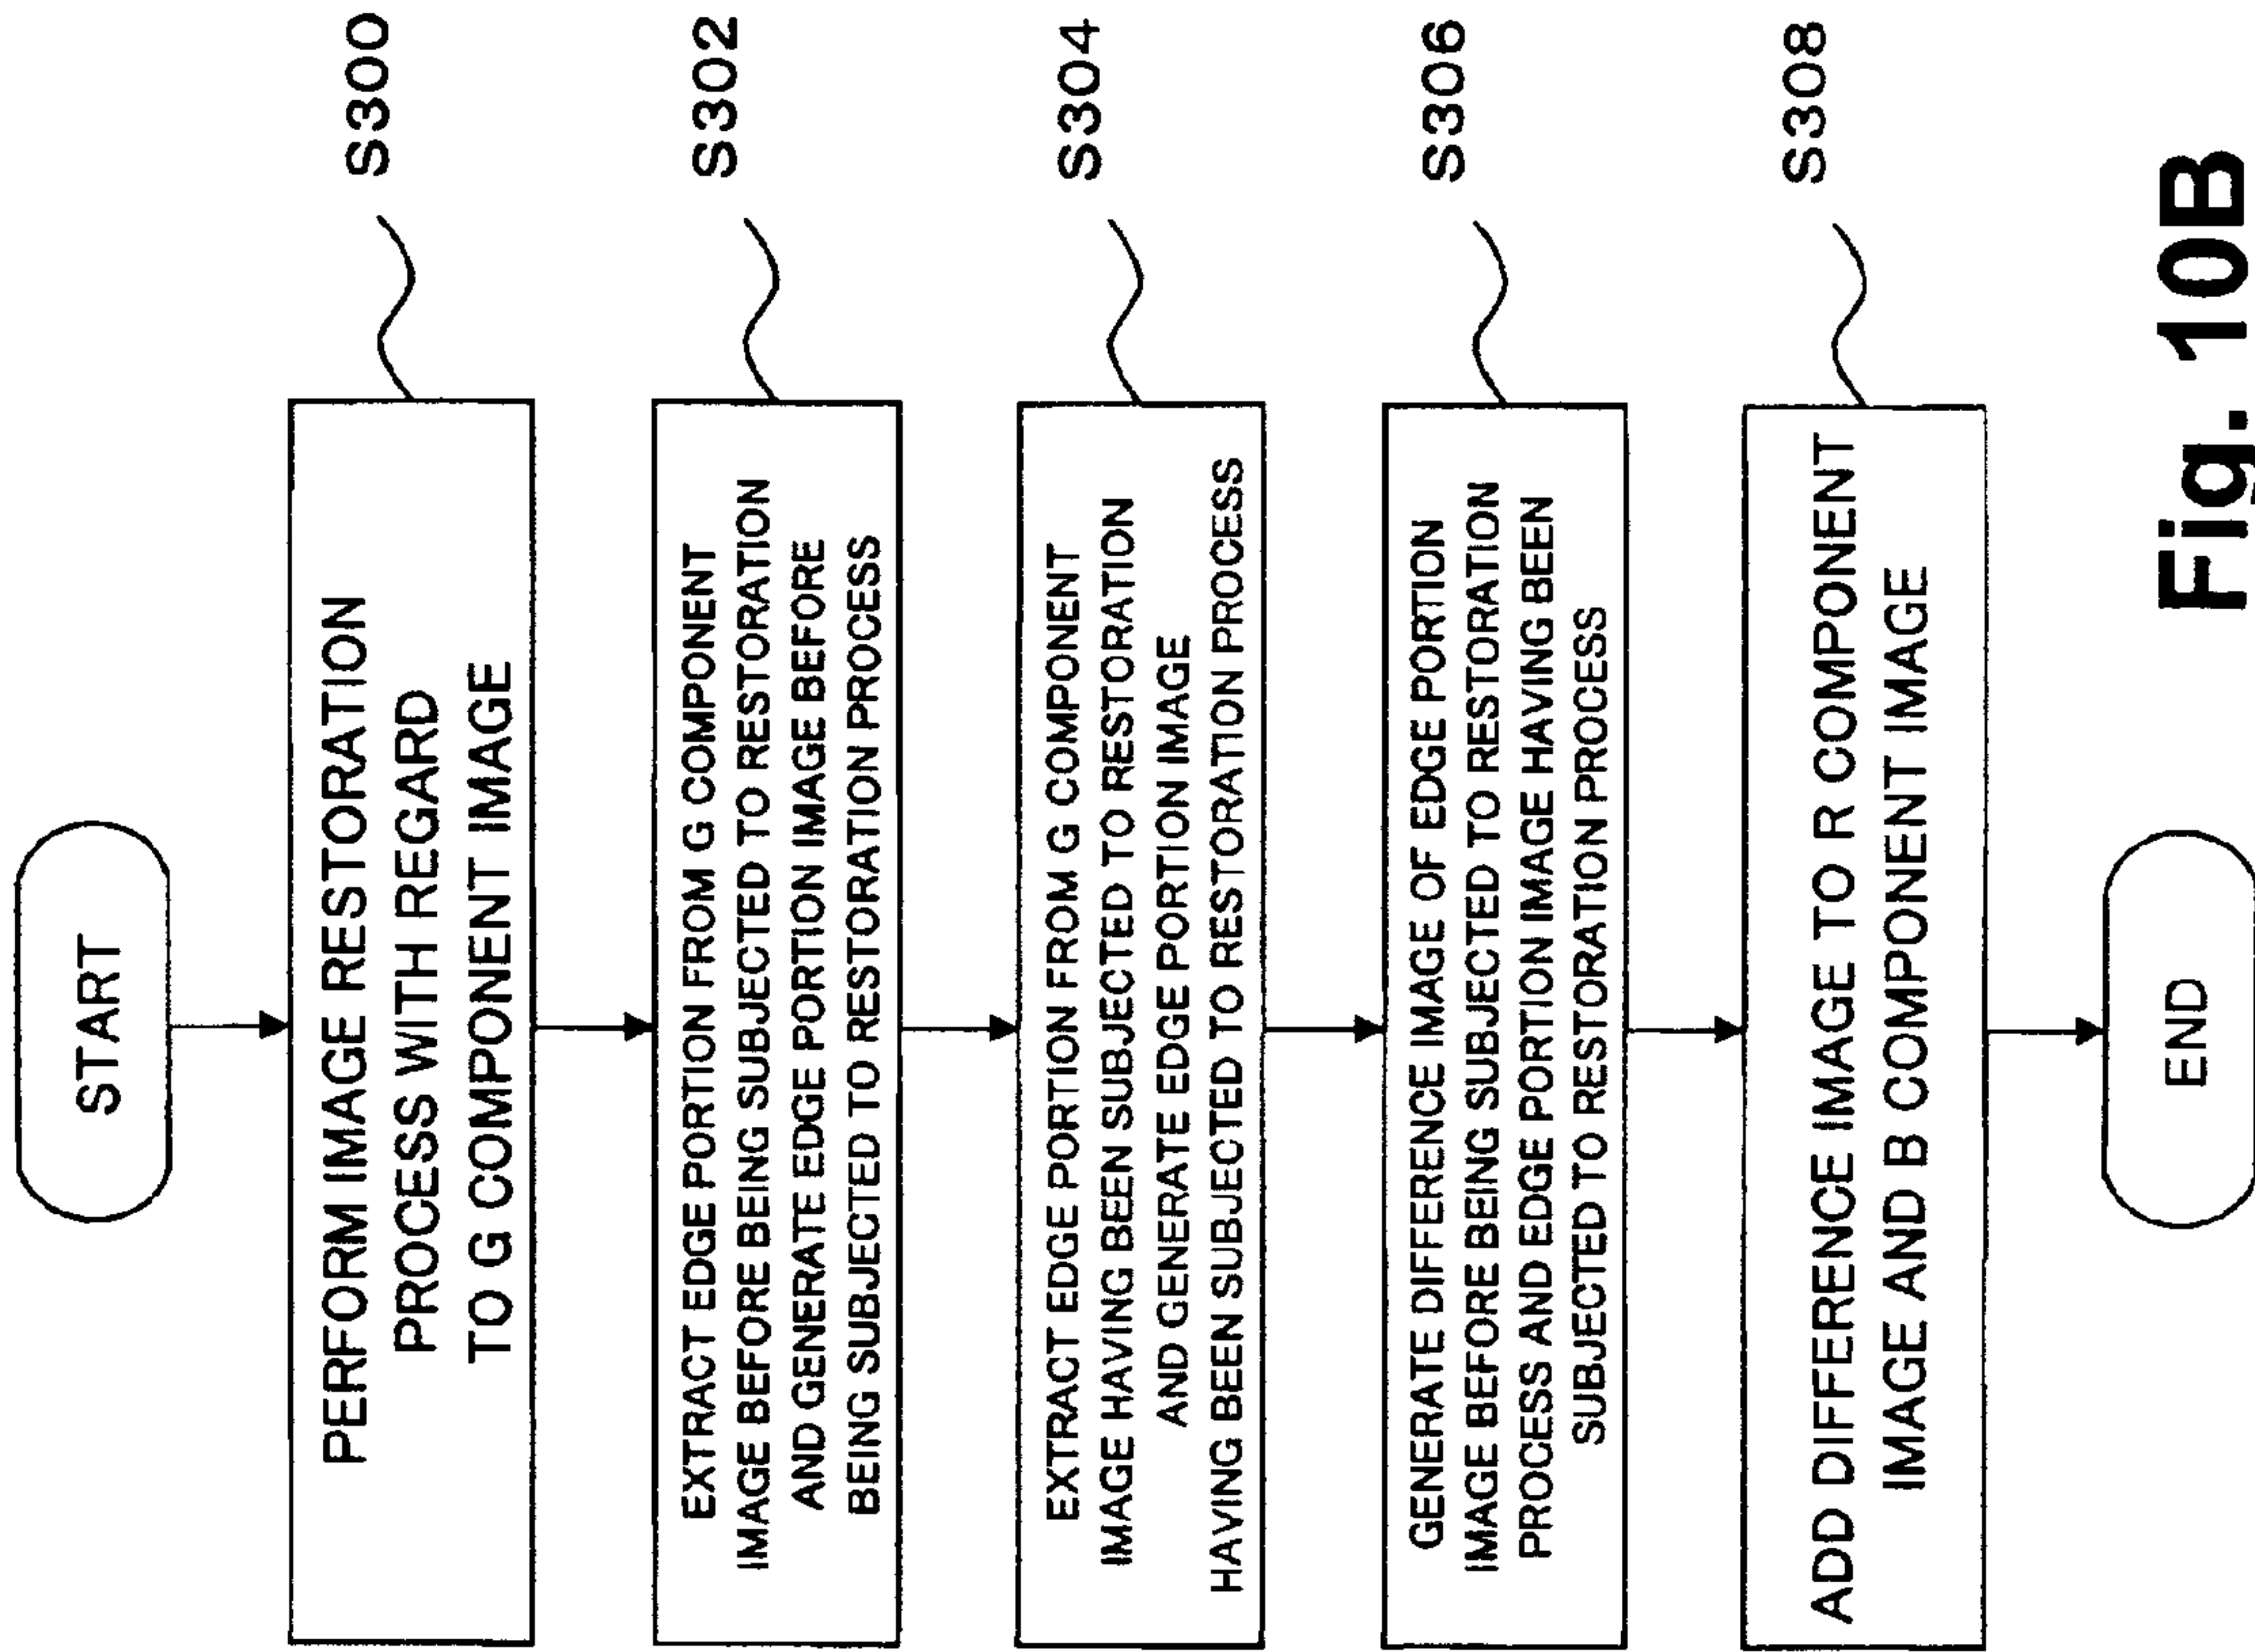 START
PERFORM IMAGE RESTORATION
PROCESS WITH REGARD
TO G COMPONENT IMAGE
S300
EXTRACT EDGE PORTION FROM G COMPONENT
IMAGE BEFORE BEING SUBJECTED TO RESTORATION
AND GENERATE EDGE PORTION IMAGE BEFORE
BEING SUBJECTED TO RESTORATION PROCESS
S302
EXTRACT EDGE PORTION FROM G COMPONENT
IMAGE HAVING BEEN SUBJECTED TO RESTORATION
AND GENERATE EDGE PORTION IMAGE
HAVING BEEN SUBJECTED TO RESTORATION PROCESS
S304
GENERATE DIFFERENCE IMAGE OF EDGE PORTION
IMAGE BEFORE BEING SUBJECTED TO RESTORATION
PROCESS AND EDGE PORTION IMAGE HAVING BEEN
SUBJECTED TO RESTORATION PROCESS
S306
ADD DIFFERENCE IMAGE TO R COMPONENT
IMAGE AND B COMPONENT IMAGE
S308
END
Fig. 10B